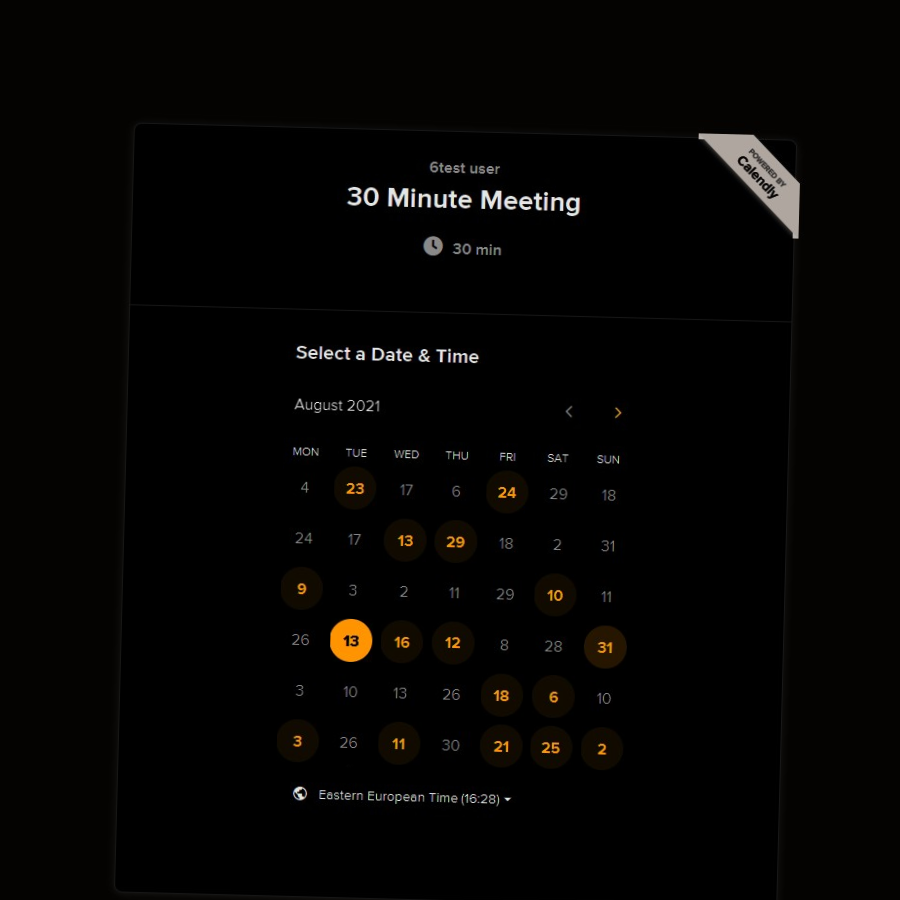 POWERED BY
Calendly
6test user
30 Minute Meeting
30 min
Select a Date & Time
August 2021
MON TUE WED THU FRI SAT SUN
4 23 17 6 24 29 18
24 17 13 29 18 2 31
9 3 2 11 29 10 11
26 13 16 12 8 28 31
3 10 13 26 18 6 10
3 26 11 30 21 25 2
Eastern European Time (16:28)